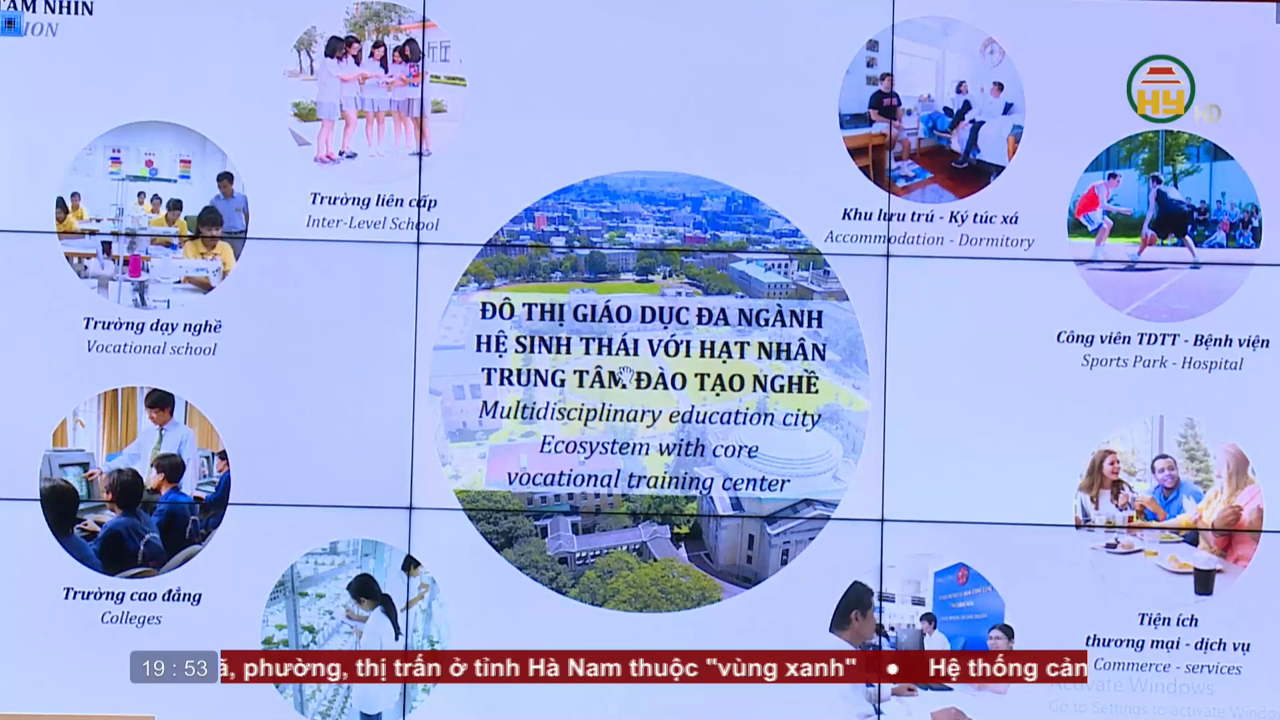 TẦM NHÌN
HY
HD
Trường liên cấp
Inter-Level School
Khu lưu trú - Ký túc xá
Accommodation - Dormitory
Trường dạy nghề
Vocational school
Công viên TDTT - Bệnh viện
Sports Park - Hospital
ĐÔ THỊ GIÁO DỤC ĐA NGÀNH
HỆ SINH THÁI VỚI HẠT NHÂN
TRUNG TÂM ĐÀO TẠO NGHỀ
Multidisciplinary education city
Ecosystem with core
vocational training center
Trường cao đẳng
Colleges
Tiện ích
thương mại - dịch vụ
Commerce - services
19 : 53
, phường, thị trấn ở tỉnh Hà Nam thuộc "vùng xanh" • Hệ thống cản
Activate Windows
Go to Settings to activate Windo